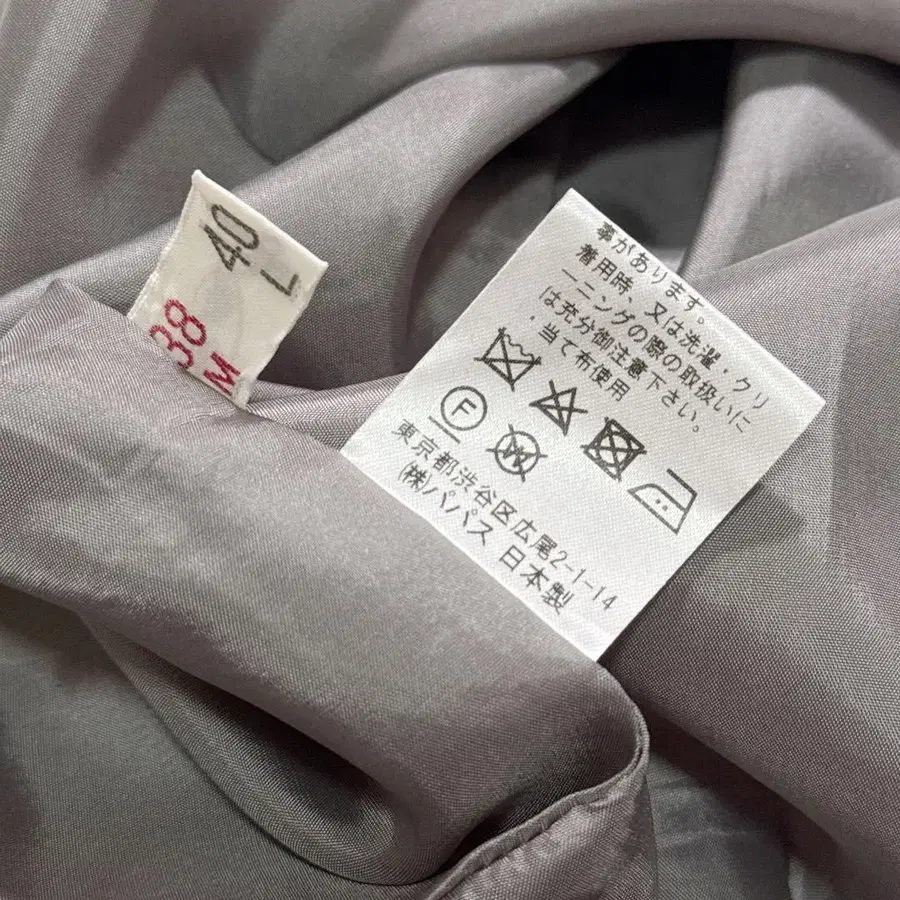 40
L
38
M
事があります。
着用時、又は洗濯・クリ
ーニングの際の取扱いに
は充分御注意下さい。
・当て布使用
F
W
東京都渋谷区広尾2-1-14
(株)パパス 日本製